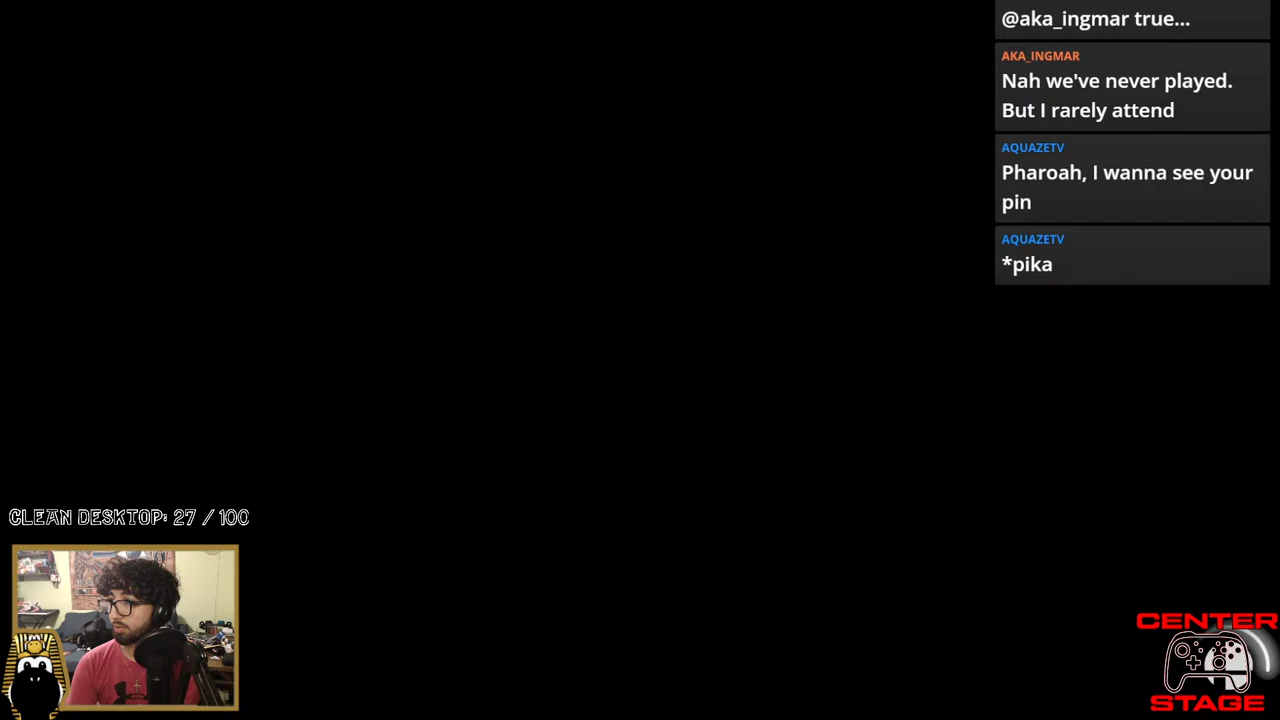 @aka_ingmar true...
AKA_INGMAR
Nah we've never played.
But I rarely attend
AQUAZETV
Pharoah, I wanna see your
pin
AQUAZETV
*pika
CLEAN DESKTOP: 27 / 100
CENTER
STAGE